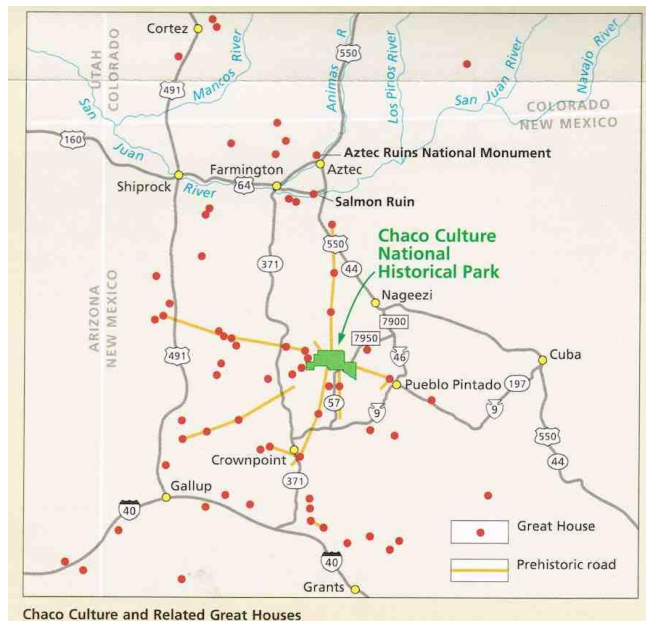 Cortez
UTAH
COLORADO
491
Mancos River
Animas R
550
Los Pinos River
San Juan River
Navajo River
COLORADO
NEW MEXICO
160
San
Juan
River
Shiprock
Farmington
64
Aztec Ruins National Monument
Aztec
Salmon Ruin
550
44
371
Chaco Culture
National
Historical Park
Nageezi
ARIZONA
NEW MEXICO
7900
7950
46
491
Cuba
Pueblo Pintado
197
57
9
9
550
44
Crownpoint
371
Gallup
40
40
Grants
Great House
Prehistoric road
Chaco Culture and Related Great Houses